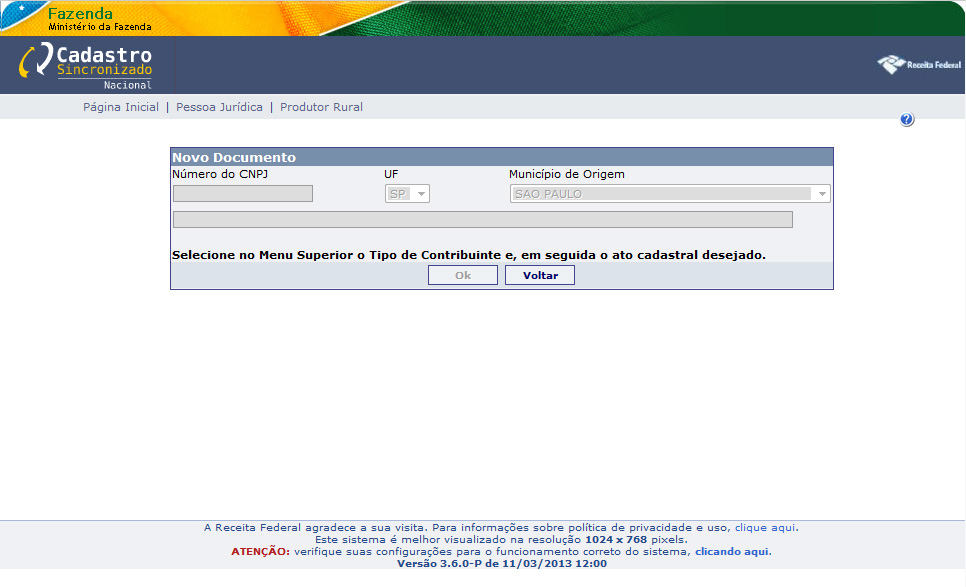 Fazenda
Ministério da Fazenda
Cadastro
Sincronizado
Nacional
Receita Federal
Página Inicial | Pessoa Jurídica | Produtor Rural
?
Novo Documento
Número do CNPJ UF Município de Origem
SP SAO PAULO
Selecione no Menu Superior o Tipo de Contribuinte e, em seguida o ato cadastral desejado.
Ok Voltar
A Receita Federal agradece a sua visita. Para informações sobre política de privacidade e uso, clique aqui.
Este sistema é melhor visualizado na resolução 1024 x 768 pixels.
ATENÇÃO: verifique suas configurações para o funcionamento correto do sistema, clicando aqui.
Versão 3.6.0-P de 11/03/2013 12:00